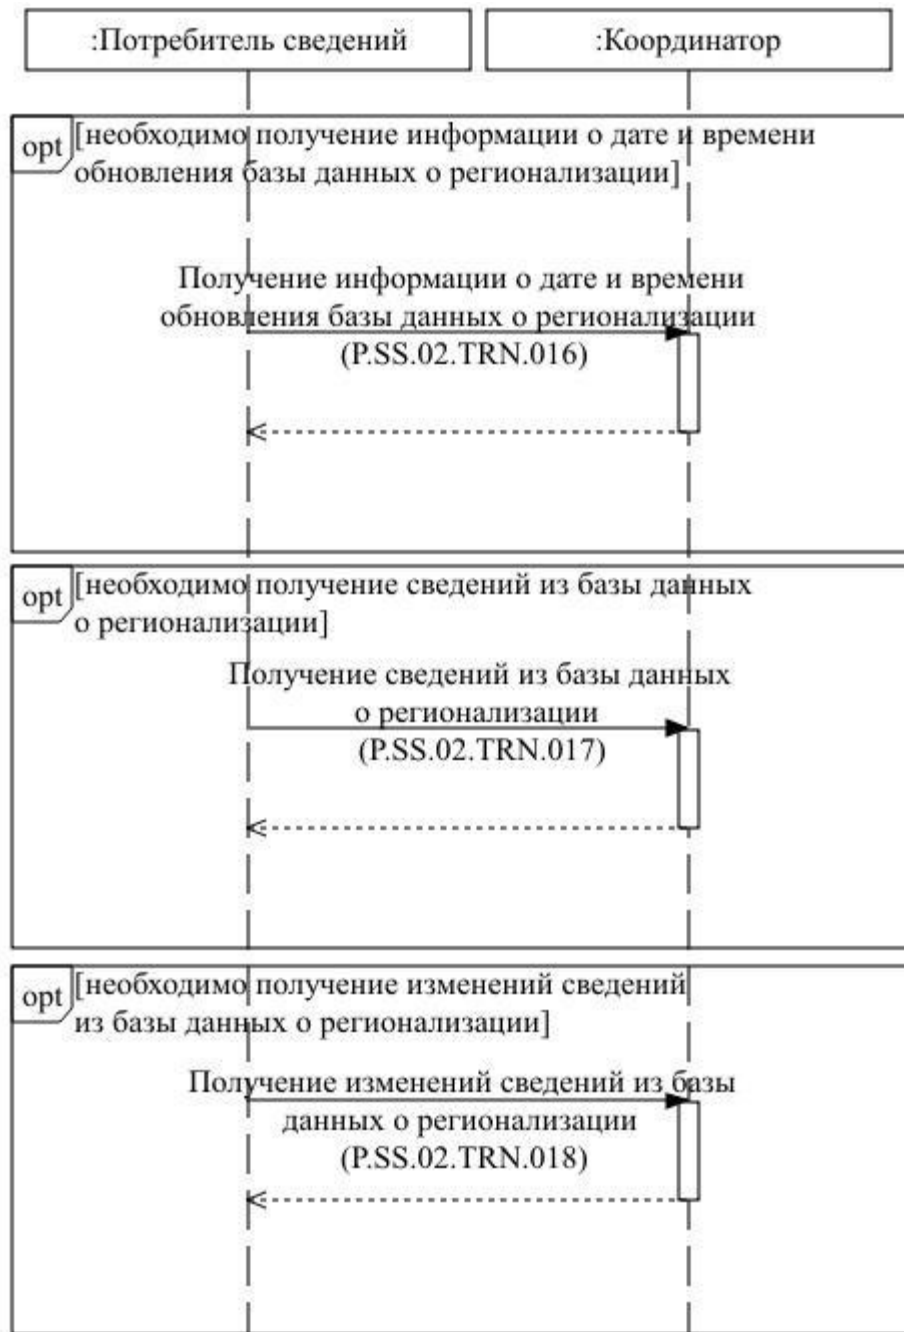 :Потребитель сведений
:Координатор
opt
[необходимо получение информации о дате и времени
обновления базы данных о регионализации]
Получение информации о дате и времени
обновления базы данных о регионализации
(P.SS.02.TRN.016)
opt
[необходимо получение сведений из базы данных
о регионализации]
Получение сведений из базы данных
о регионализации
(P.SS.02.TRN.017)
opt
[необходимо получение изменений сведений
из базы данных о регионализации]
Получение изменений сведений из базы
данных о регионализации
(P.SS.02.TRN.018)